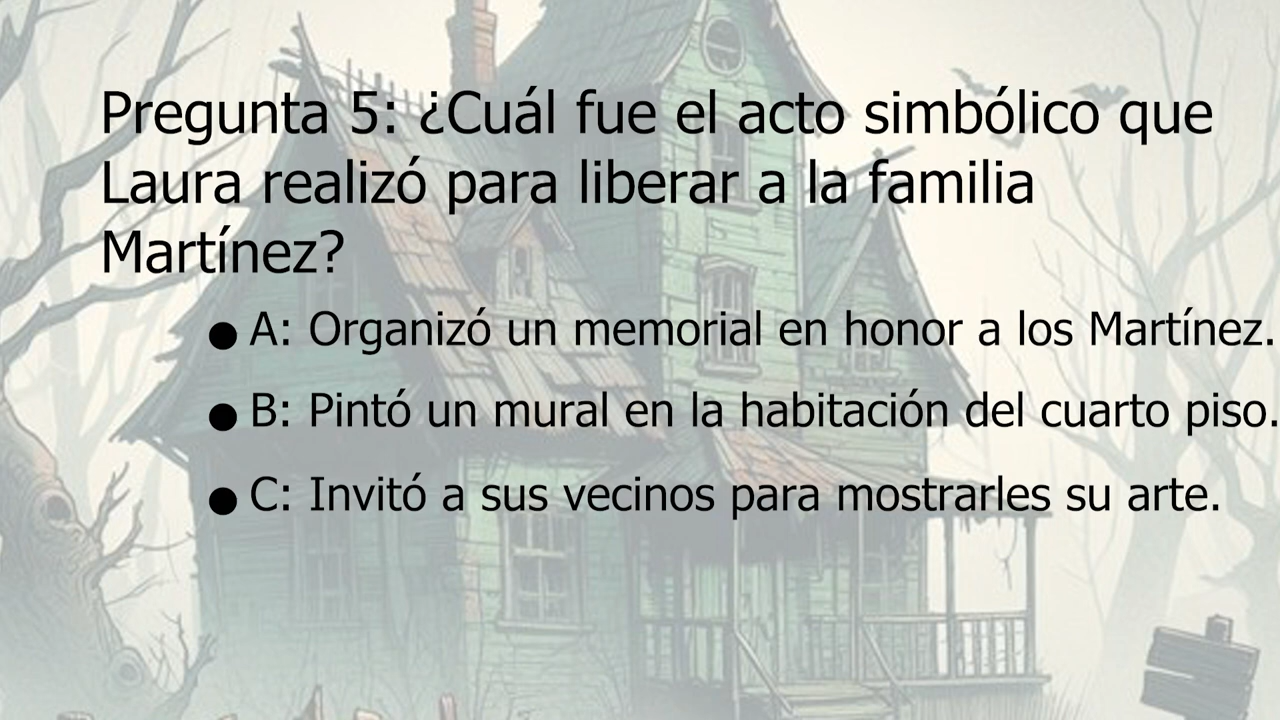 Pregunta 5: ¿Cuál fue el acto simbólico que
Laura realizó para liberar a la familia
Martínez?
● A: Organizó un memorial en honor a los Martínez.
● B: Pintó un mural en la habitación del cuarto piso.
● C: Invitó a sus vecinos para mostrarles su arte.